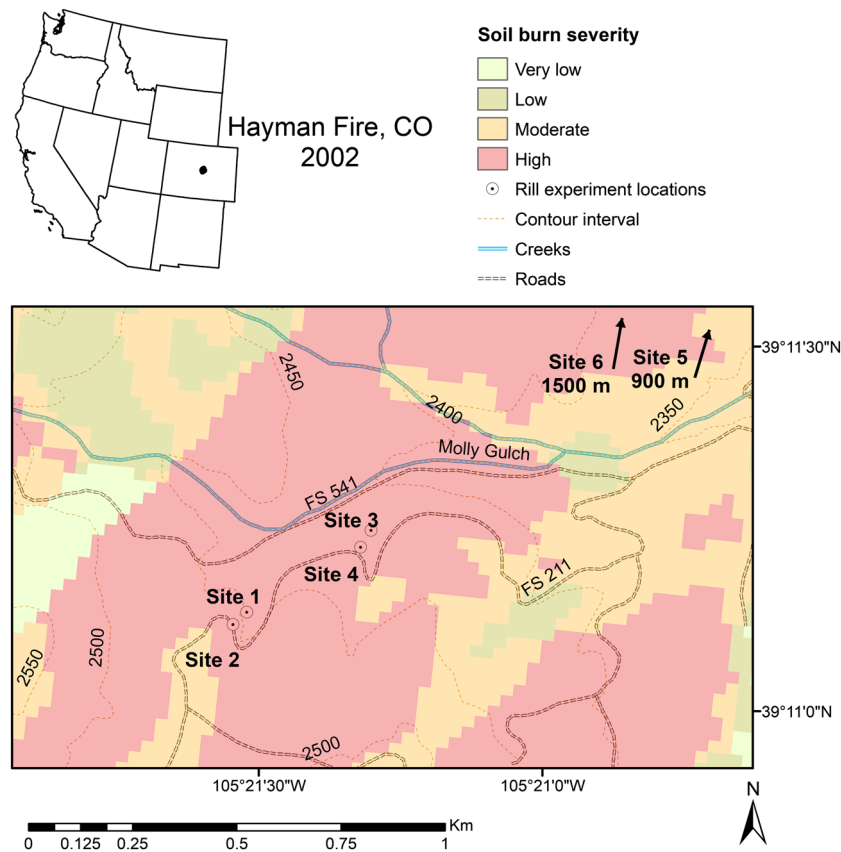 Hayman Fire, CO
2002
Soil burn severity
Very low
Low
Moderate
High
Rill experiment locations
Contour interval
Creeks
Roads
2450
2400
Site 6
1500 m
Site 5
900 m
2350
39°11'30"N
Molly Gulch
FS 541
Site 3
Site 4
FS 211
Site 1
Site 2
2500
2550
2500
39°11'0"N
105°21'30"W
105°21'0"W
N
0 0.125 0.25 0.5 0.75 1
Km